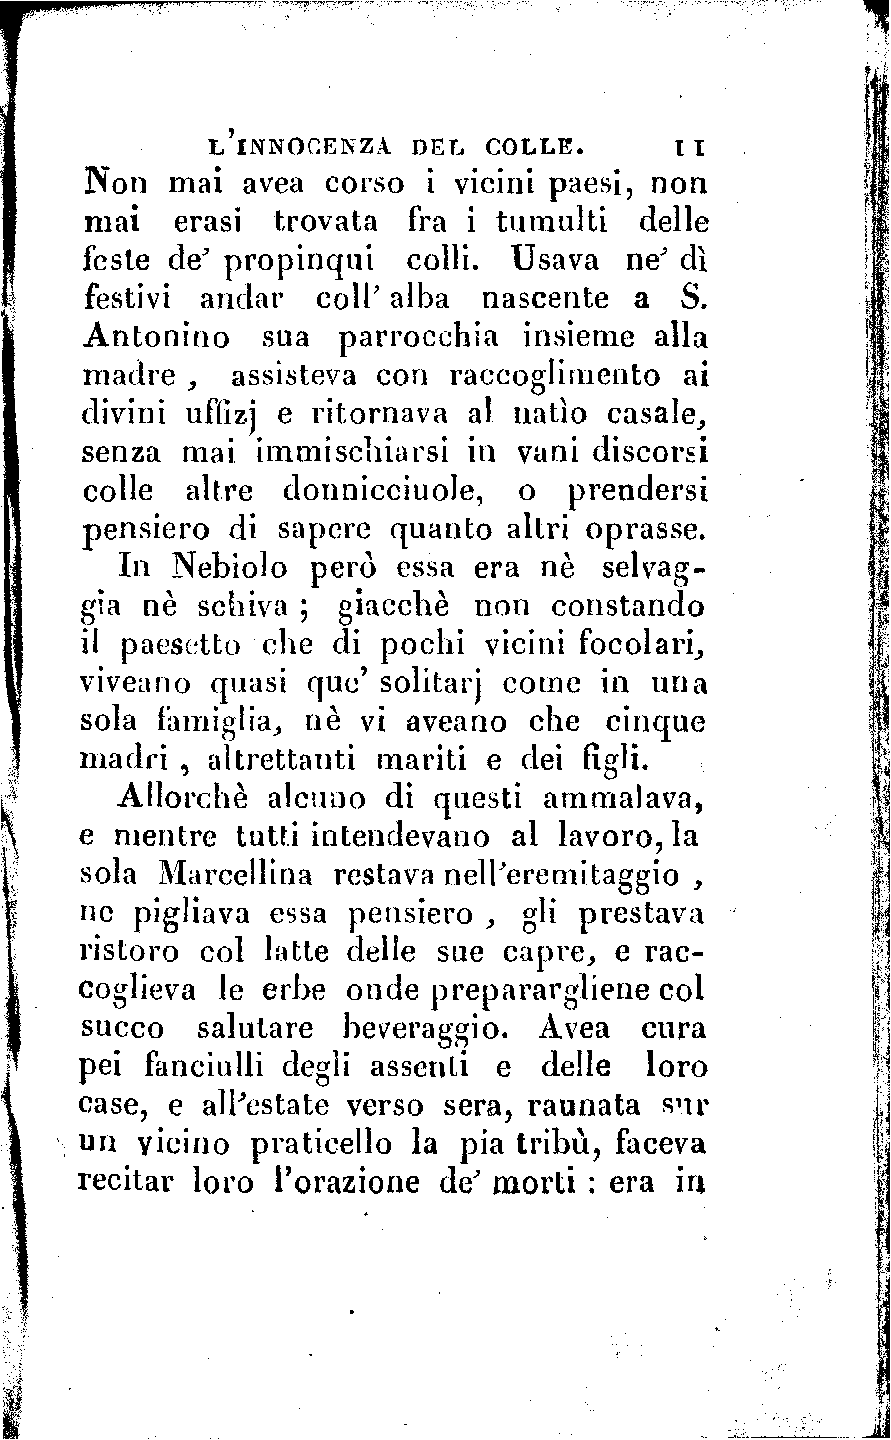 L'INNOCENZA DEL COLLE. 11
Non mai avea corso i vicini paesi, non
mai erasi trovata fra i tumulti delle
feste de' propinqui colli. Usava ne' dì
festivi andar coll' alba nascente a S.
Antonino sua parrocchia insieme alla
madre , assisteva con raccoglimento ai
divini uffizj e ritornava al natìo casale,
senza mai immischiarsi in vani discorsi
colle altre donnicciuole, o prendersi
pensiero di sapere quanto altri oprasse.
In Nebiolo però essa era nè selvag-
gia nè schiva ; giacchè non constando
il paesetto che di pochi vicini focolari,
viveano quasi que' solitarj come in una
sola famiglia, nè vi aveano che cinque
madri , altrettanti mariti e dei figli.
Allorchè alcuno di questi ammalava,
e mentre tutti intendevano al lavoro, la
sola Marcellina restava nell'eremitaggio ,
ne pigliava essa pensiero , gli prestava
ristoro col latte delle sue capre, e rac-
coglieva le erbe onde preparargliene col
succo salutare beveraggio. Avea cura
pei fanciulli degli assenti e delle loro
case, e all'estate verso sera, raunata sur
un vicino praticello la pia tribù, faceva
recitar loro l'orazione de' morti : era in